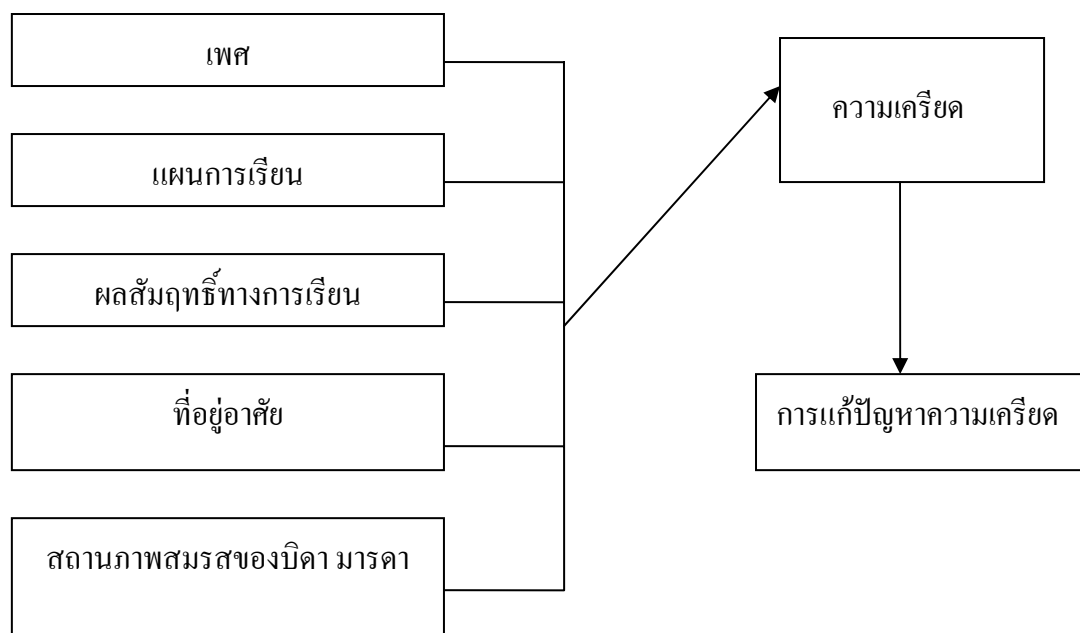 เพศ
แผนการเรียน
ผลสัมฤทธิ์ทางการเรียน
ที่อยู่อาศัย
สถานภาพสมรสของบิดา มารดา
ความเครียด
การแก้ปัญหาความเครียด